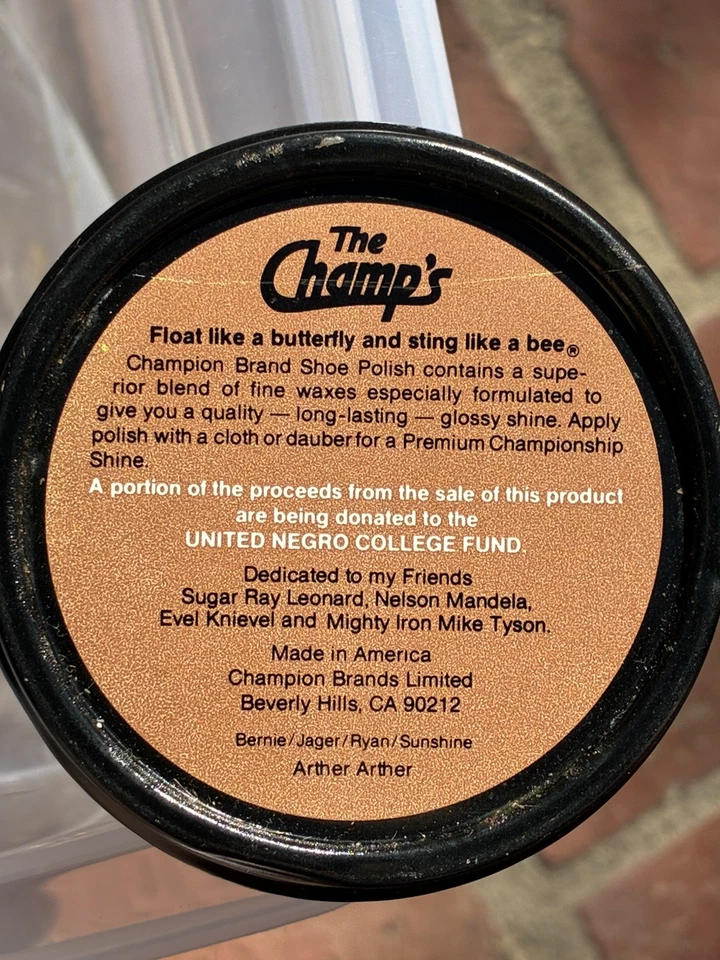 The
Champ's
Float like a butterfly and sting like a bee®
Champion Brand Shoe Polish contains a supe-
rior blend of fine waxes especially formulated to
give you a quality — long-lasting — glossy shine. Apply
polish with a cloth or dauber for a Premium Championship
Shine.
A portion of the proceeds from the sale of this product
are being donated to the
UNITED NEGRO COLLEGE FUND.
Dedicated to my Friends
Sugar Ray Leonard, Nelson Mandela,
Evel Knievel and Mighty Iron Mike Tyson.
Made in America
Champion Brands Limited
Beverly Hills, CA 90212
Bernie/Jager/Ryan/Sunshine
Arther Arther